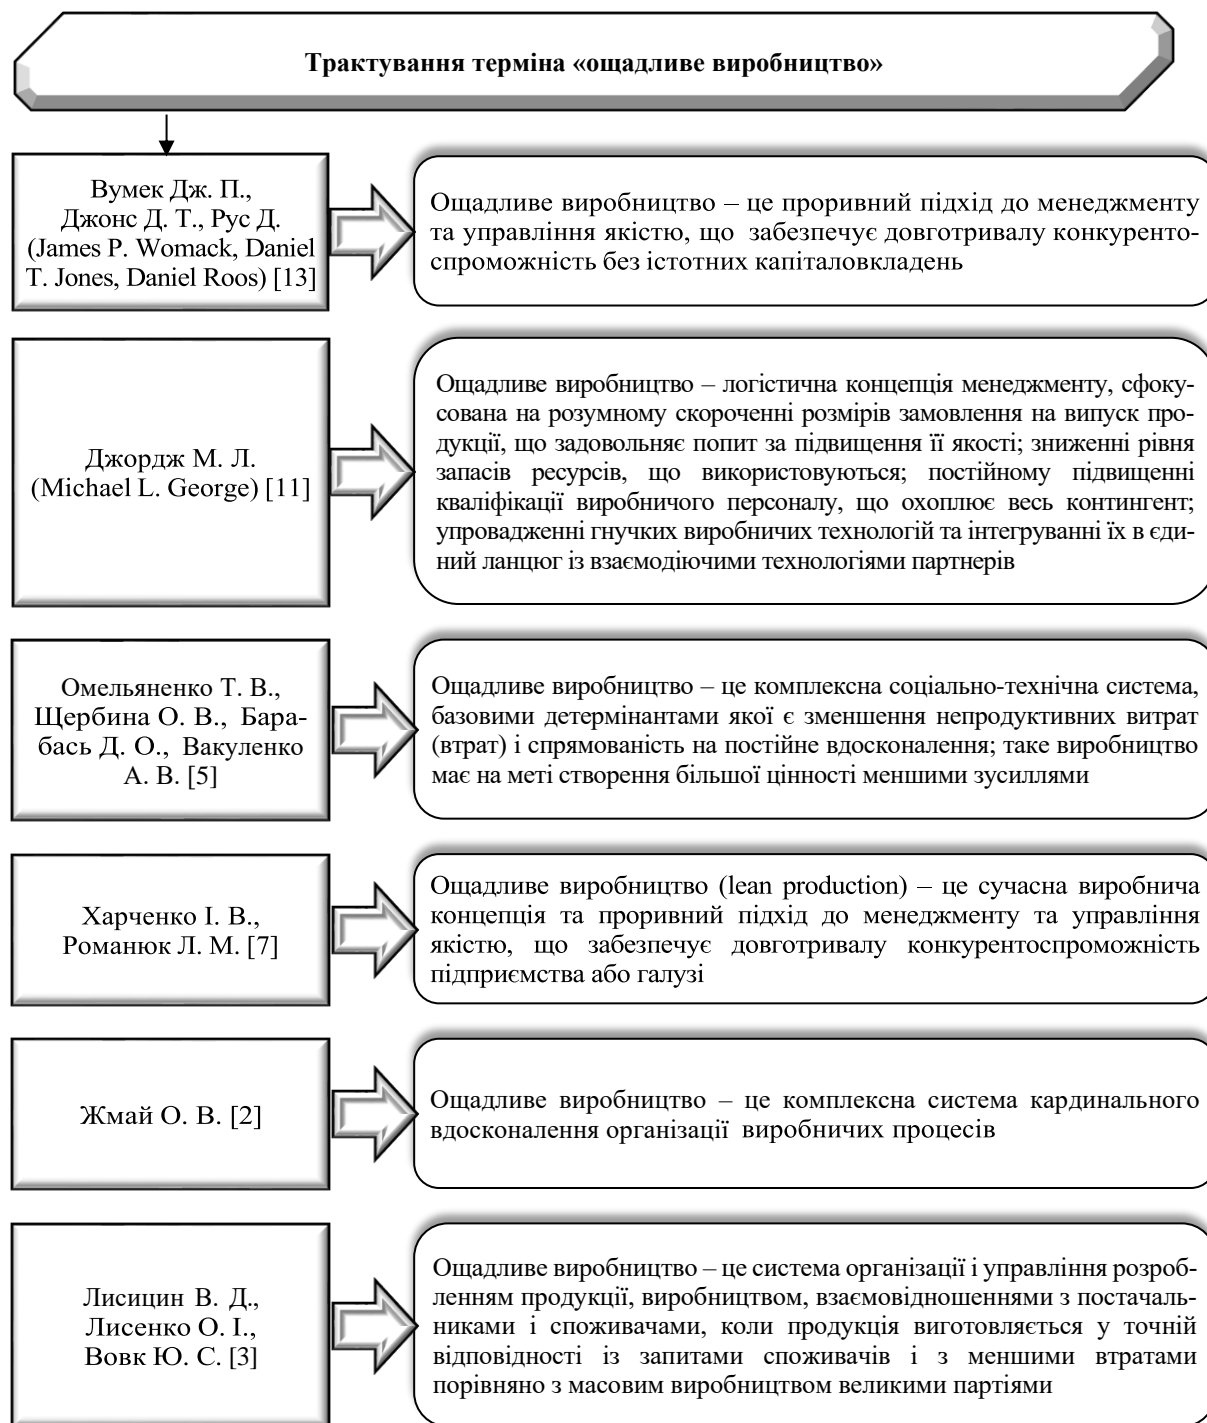 Трактування терміна «ощадливе виробництво»
Вумек Дж. П.,
Джонс Д. Т., Рус Д.
(James P. Womack, Daniel
T. Jones, Daniel Roos) [13]
Ощадливе виробництво – це проривний підхід до менеджменту
та управління якістю, що забезпечує довготривалу конкуренто-
спроможність без істотних капіталовкладень
Джордж М. Л.
(Michael L. George) [11]
Ощадливе виробництво – логістична концепція менеджменту, сфоку-
сована на розумному скороченні розмірів замовлення на випуск про-
дукції, що задовольняє попит за підвищення її якості; зниженні рівня
запасів ресурсів, що використовуються; постійному підвищенні
кваліфікації виробничого персоналу, що охоплює весь контингент;
упровадженні гнучких виробничих технологій та інтегруванні їх в єди-
ний ланцюг із взаємодіючими технологіями партнерів
Омельяненко Т. В.,
Щербина О. В., Бара-
бась Д. О., Вакуленко
А. В. [5]
Ощадливе виробництво – це комплексна соціально-технічна система,
базовими детермінантами якої є зменшення непродуктивних витрат
(втрат) і спрямованість на постійне вдосконалення; таке виробництво
має на меті створення більшої цінності меншими зусиллями
Харченко І. В.,
Романюк Л. М. [7]
Ощадливе виробництво (lean production) – це сучасна виробнича
концепція та проривний підхід до менеджменту та управління
якістю, що забезпечує довготривалу конкурентоспроможність
підприємства або галузі
Жмай О. В. [2]
Ощадливе виробництво – це комплексна система кардинального
вдосконалення організації виробничих процесів
Лисицин В. Д.,
Лисенко О. І.,
Вовк Ю. С. [3]
Ощадливе виробництво – це система організації і управління розроб-
ленням продукції, виробництвом, взаємовідношеннями з постачаль-
никами і споживачами, коли продукція виготовляється у точній
відповідності із запитами споживачів і з меншими втратами
порівняно з масовим виробництвом великими партіями